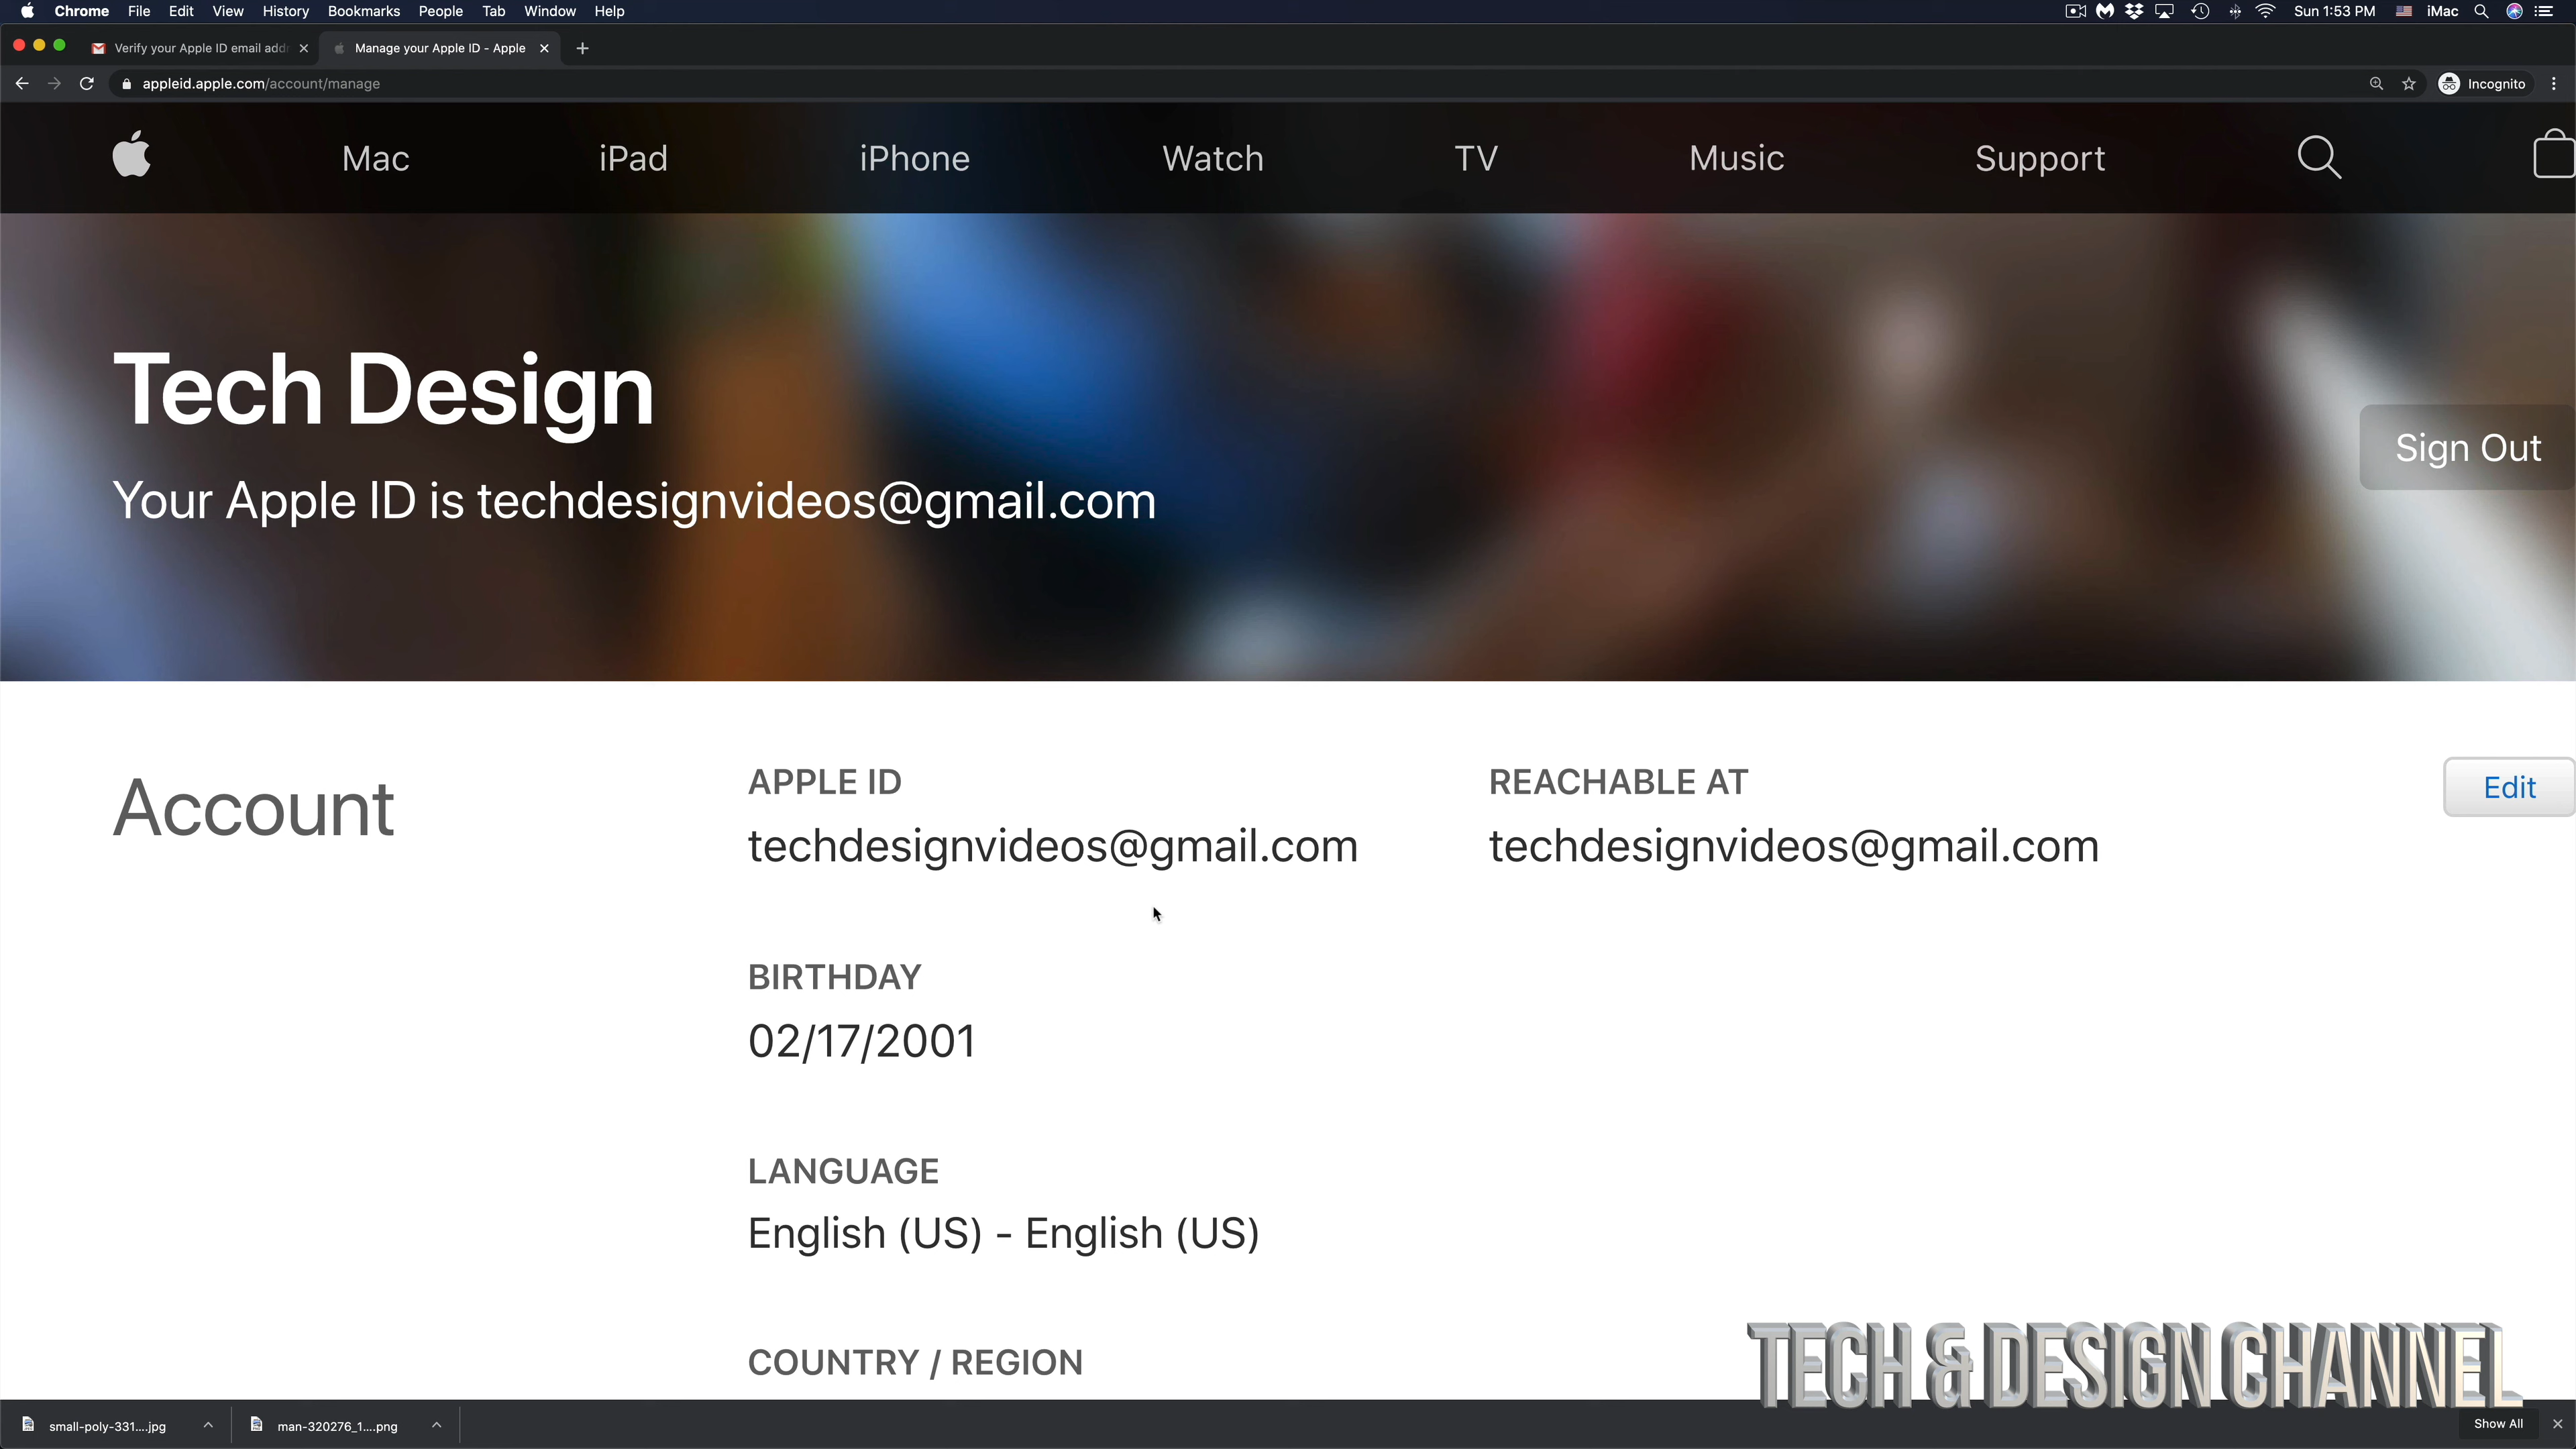 Chrome File Edit View History Bookmarks People Tab Window Help
Sun 1:53 PM iMac
Verify your Apple ID email addr
Manage your Apple ID - Apple
appleid.apple.com/account/manage
Incognito
Mac iPad iPhone Watch TV Music Support
Tech Design
Your Apple ID is techdesignvideos@gmail.com
Sign Out
Account
APPLE ID
techdesignvideos@gmail.com
REACHABLE AT
techdesignvideos@gmail.com
Edit
BIRTHDAY
02/17/2001
LANGUAGE
English (US) - English (US)
COUNTRY / REGION
TECH & DESIGN CHANNEL
small-poly-331....jpg
man-320276_1....png
Show All